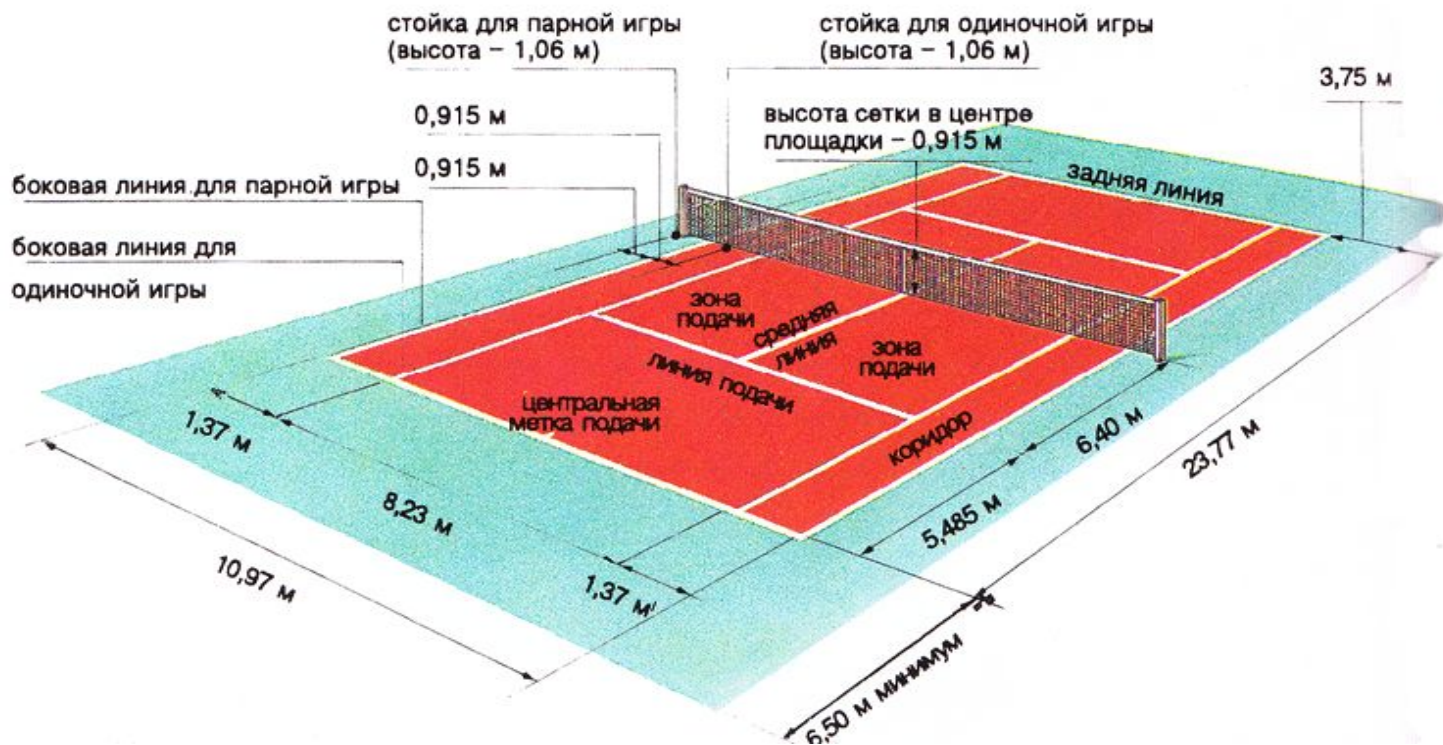 стойка для парной игры
(высота – 1,06 м)
стойка для одиночной игры
(высота – 1,06 м)
3,75 м
0,915 м
высота сетки в центре
площадки – 0,915 м
0,915 м
боковая линия для парной игры
боковая линия для
одиночной игры
задняя линия
зона
подачи
средняя
линия
зона
подачи
линия подачи
центральная
метка подачи
коридор
1,37 м
8,23 м
10,97 м
1,37 м
5,485 м
6,40 м
23,77 м
6,50 м минимум